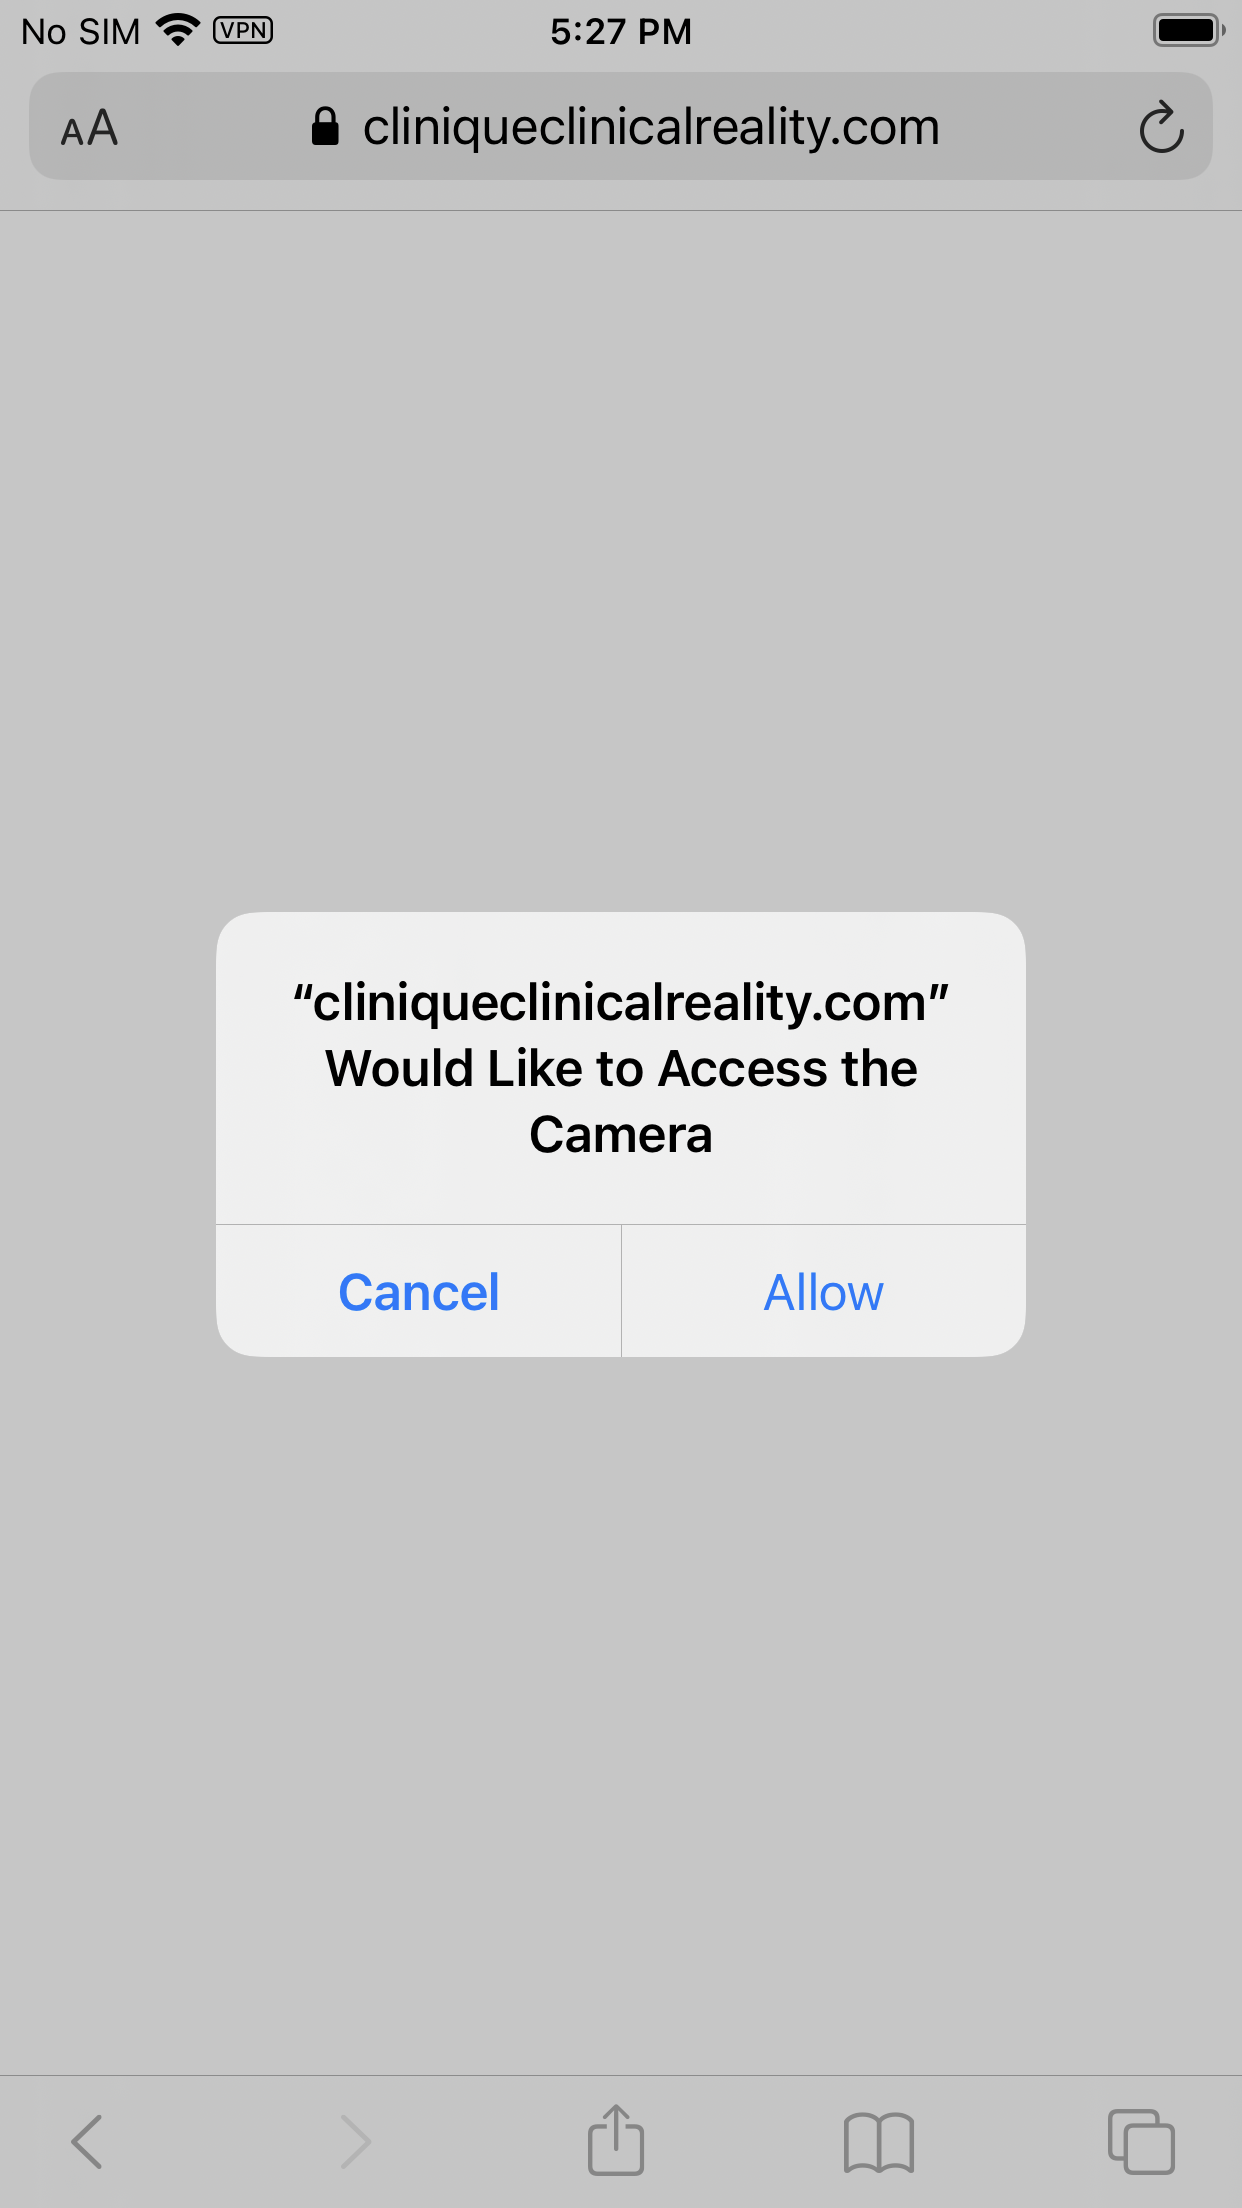 No SIM VPN 5:27 PM
AA cliniqueclinicalreality.com
“cliniqueclinicalreality.com”
Would Like to Access the
Camera
Cancel Allow